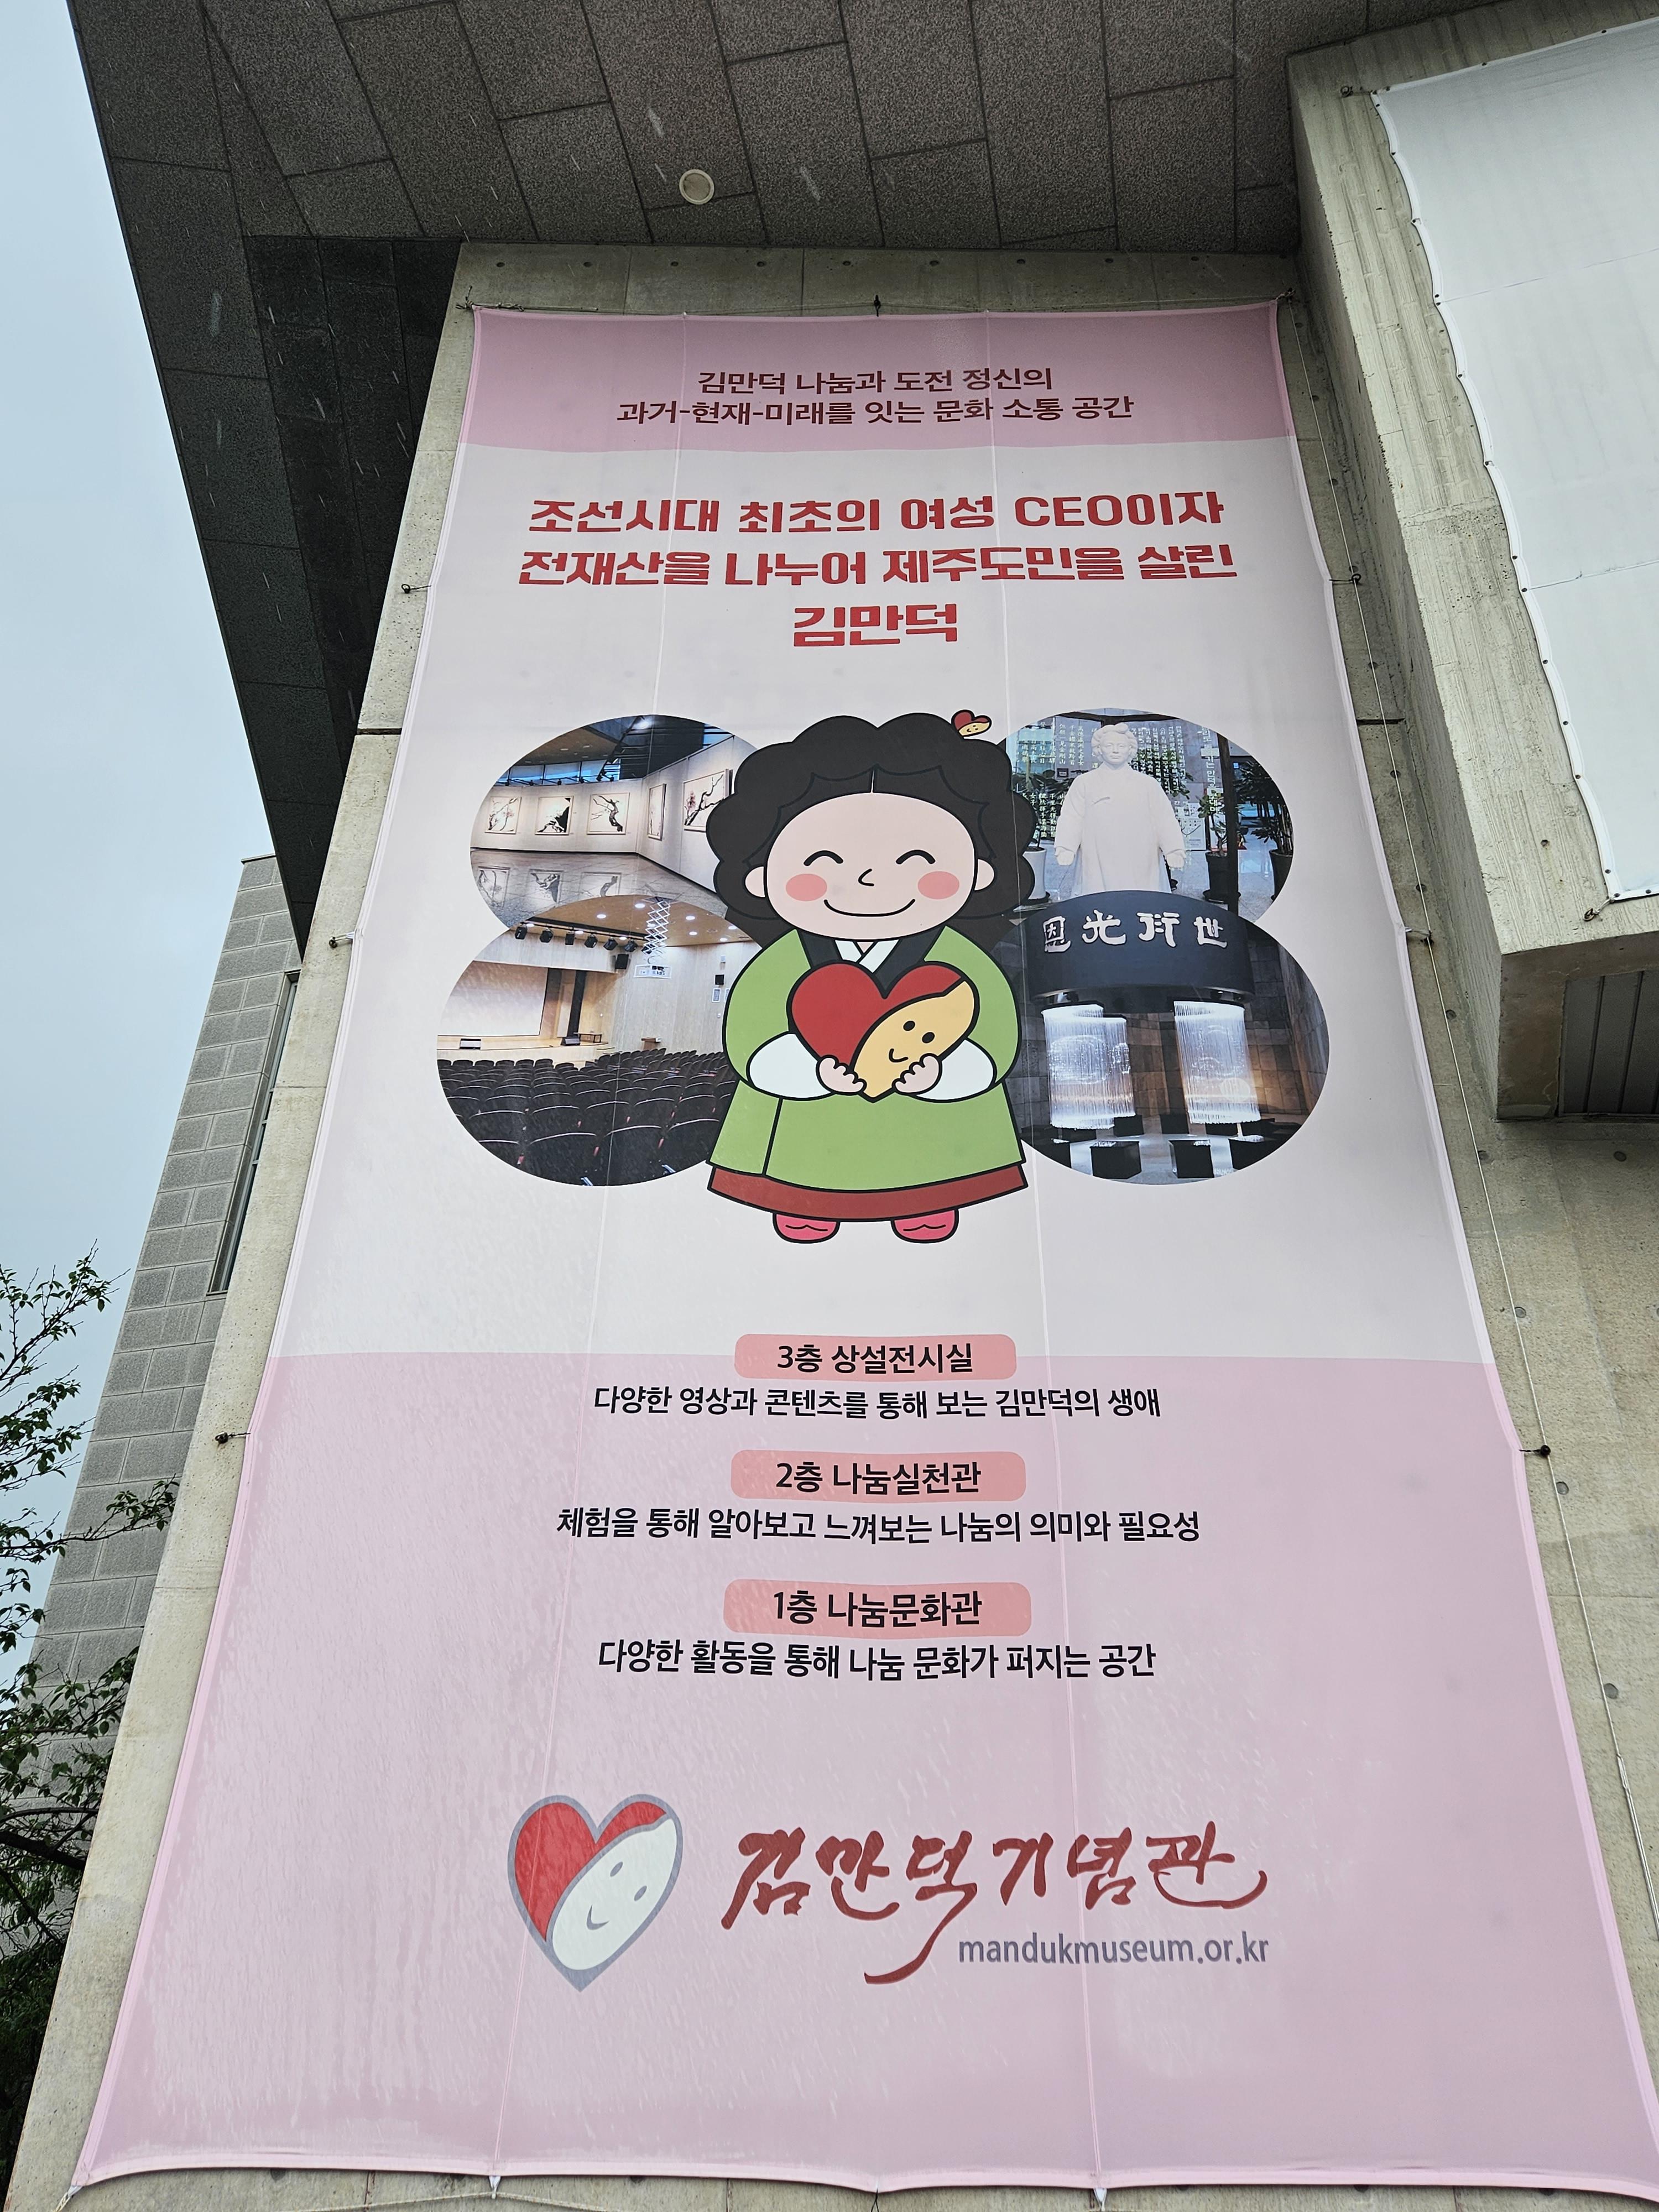 김만덕 나눔과 도전 정신의
과거-현재-미래를 잇는 문화 소통 공간
조선시대 최초의 여성 CEO이자
전재산을 나누어 제주도민을 살린
김만덕
恩光衍世
3층 상설전시실
다양한 영상과 콘텐츠를 통해 보는 김만덕의 생애
2층 나눔실천관
체험을 통해 알아보고 느껴보는 나눔의 의미와 필요성
1층 나눔문화관
다양한 활동을 통해 나눔 문화가 퍼지는 공간
김만덕기념관
mandukmuseum.or.kr